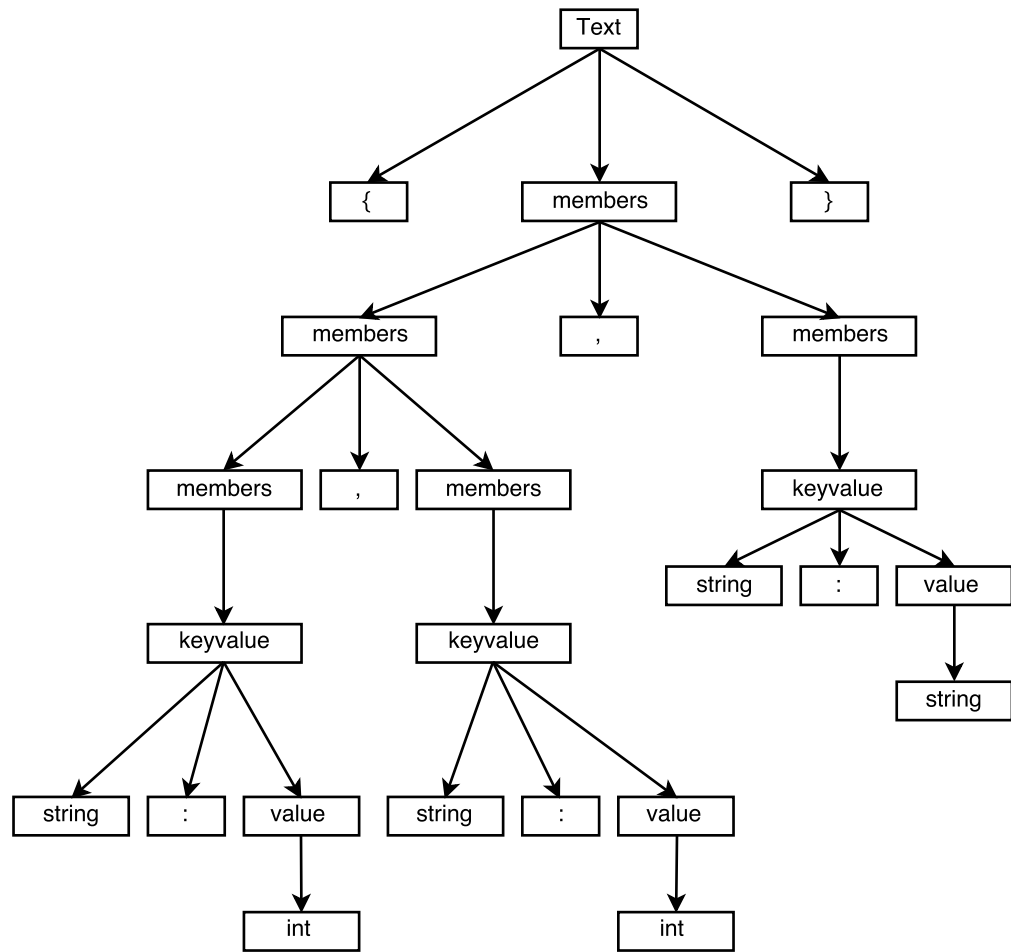 Text
{
members
}
members
,
members
members
,
members
keyvalue
string
:
value
keyvalue
keyvalue
string
string
:
value
string
:
value
int
int